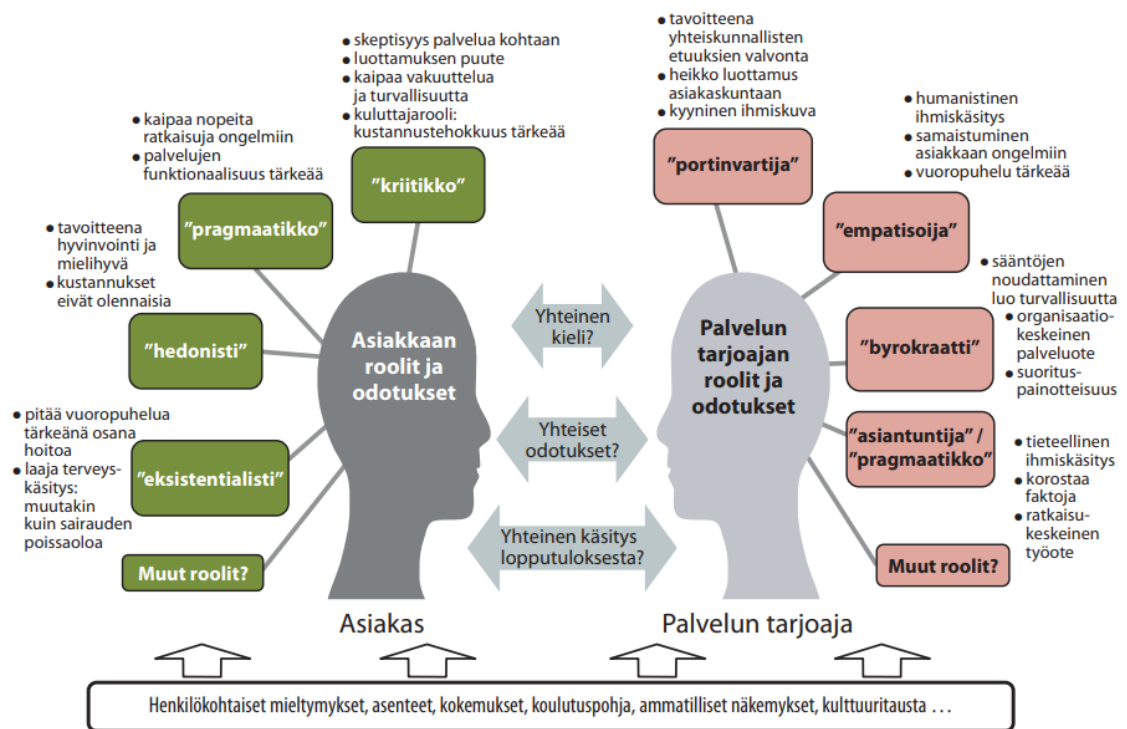 ● skeptisyys palvelua kohtaan
● luottamuksen puute
● kaipaa vakuuttelua
ja turvallisuutta
● kuluttajarooli:
kustannustehokkuus tärkeää
"kriitikko"
● kaipaa nopeita
ratkaisuja ongelmiin
● palvelujen
funktionaalisuus tärkeää
"pragmaatikko"
● tavoitteena
hyvinvointi ja
mielihyvä
● kustannukset
eivät olennaisia
"hedonisti"
● pitää vuoropuhelua
tärkeänä osana
hoitoa
● laaja terveys-
käsitys:
muutakin
kuin sairauden
poissaoloa
"eksistentialisti"
Muut roolit?
Asiakkaan
roolit ja
odotukset
Asiakas
Yhteinen
kieli?
Yhteiset
odotukset?
Yhteinen käsitys
lopputuloksesta?
● tavoitteena
yhteiskunnallisten
etuuksien valvonta
● heikko luottamus
asiakaskuntaan
● kyyninen ihmiskuva
"portinvartija"
● humanistinen
ihmiskäsitys
● samaistuminen
asiakkaan ongelmiin
● vuoropuhelu tärkeää
"empatisoija"
● sääntöjen
noudattaminen
luo turvallisuutta
● organisaatio-
keskeinen
palveluote
● suoritus-
painotteisuus
"byrokraatti"
"asiantuntija" /
"pragmaatikko"
● tieteellinen
ihmiskäsitys
● korostaa
faktoja
● ratkaisu-
keskeinen
työote
Muut roolit?
Palvelun
tarjoajan
roolit ja
odotukset
Palvelun tarjoaja
Henkilökohtaiset mieltymykset, asenteet, kokemukset, koulutuspohja, ammatilliset näkemykset, kulttuuritausta …